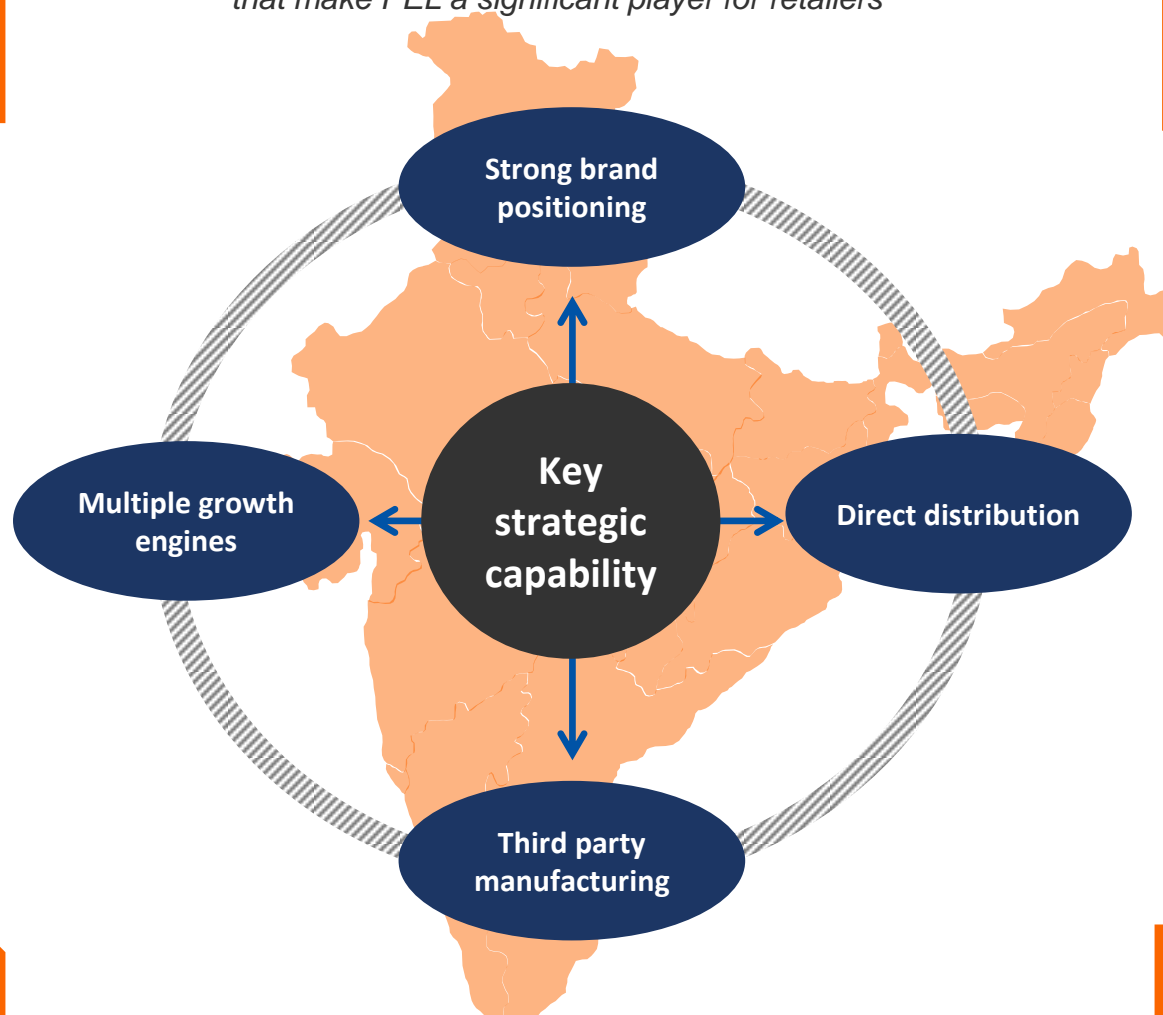 that make PEL a significant player for retailers
Strong brand
positioning
Multiple growth
engines
Key
strategic
capability
Direct distribution
Third party
manufacturing